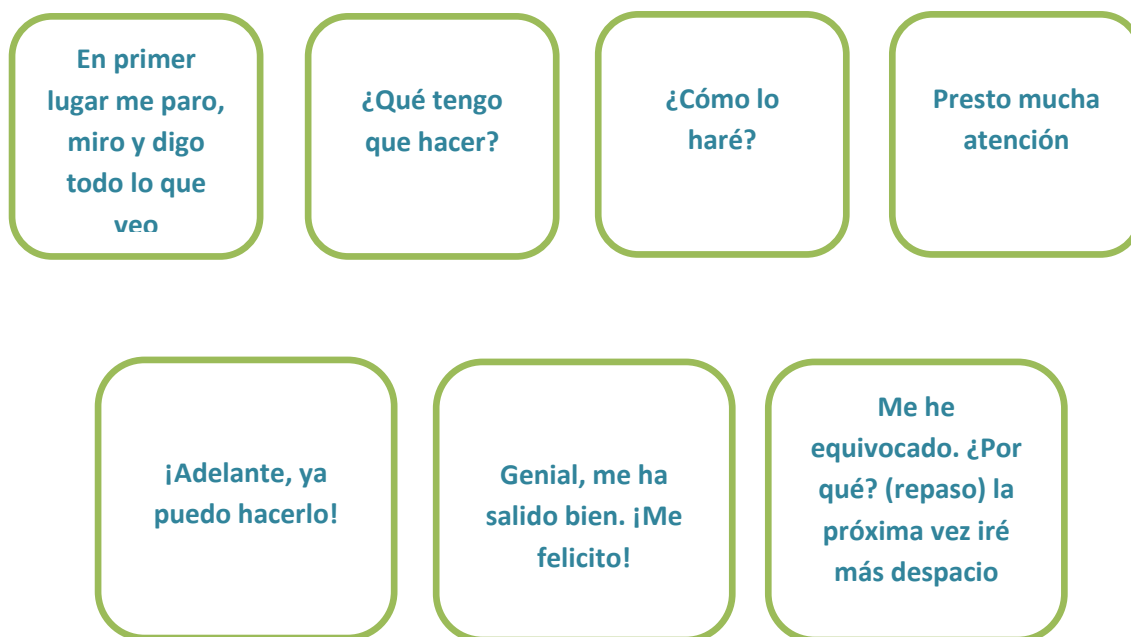 En primer
lugar me paro,
miro y digo
todo lo que
veo
¿Qué tengo
que hacer?
¿Cómo lo
haré?
Presto mucha
atención
¡Adelante, ya
puedo hacerlo!
Genial, me ha
salido bien. ¡Me
felicito!
Me he
equivocado. ¿Por
qué? (repaso) la
próxima vez iré
más despacio